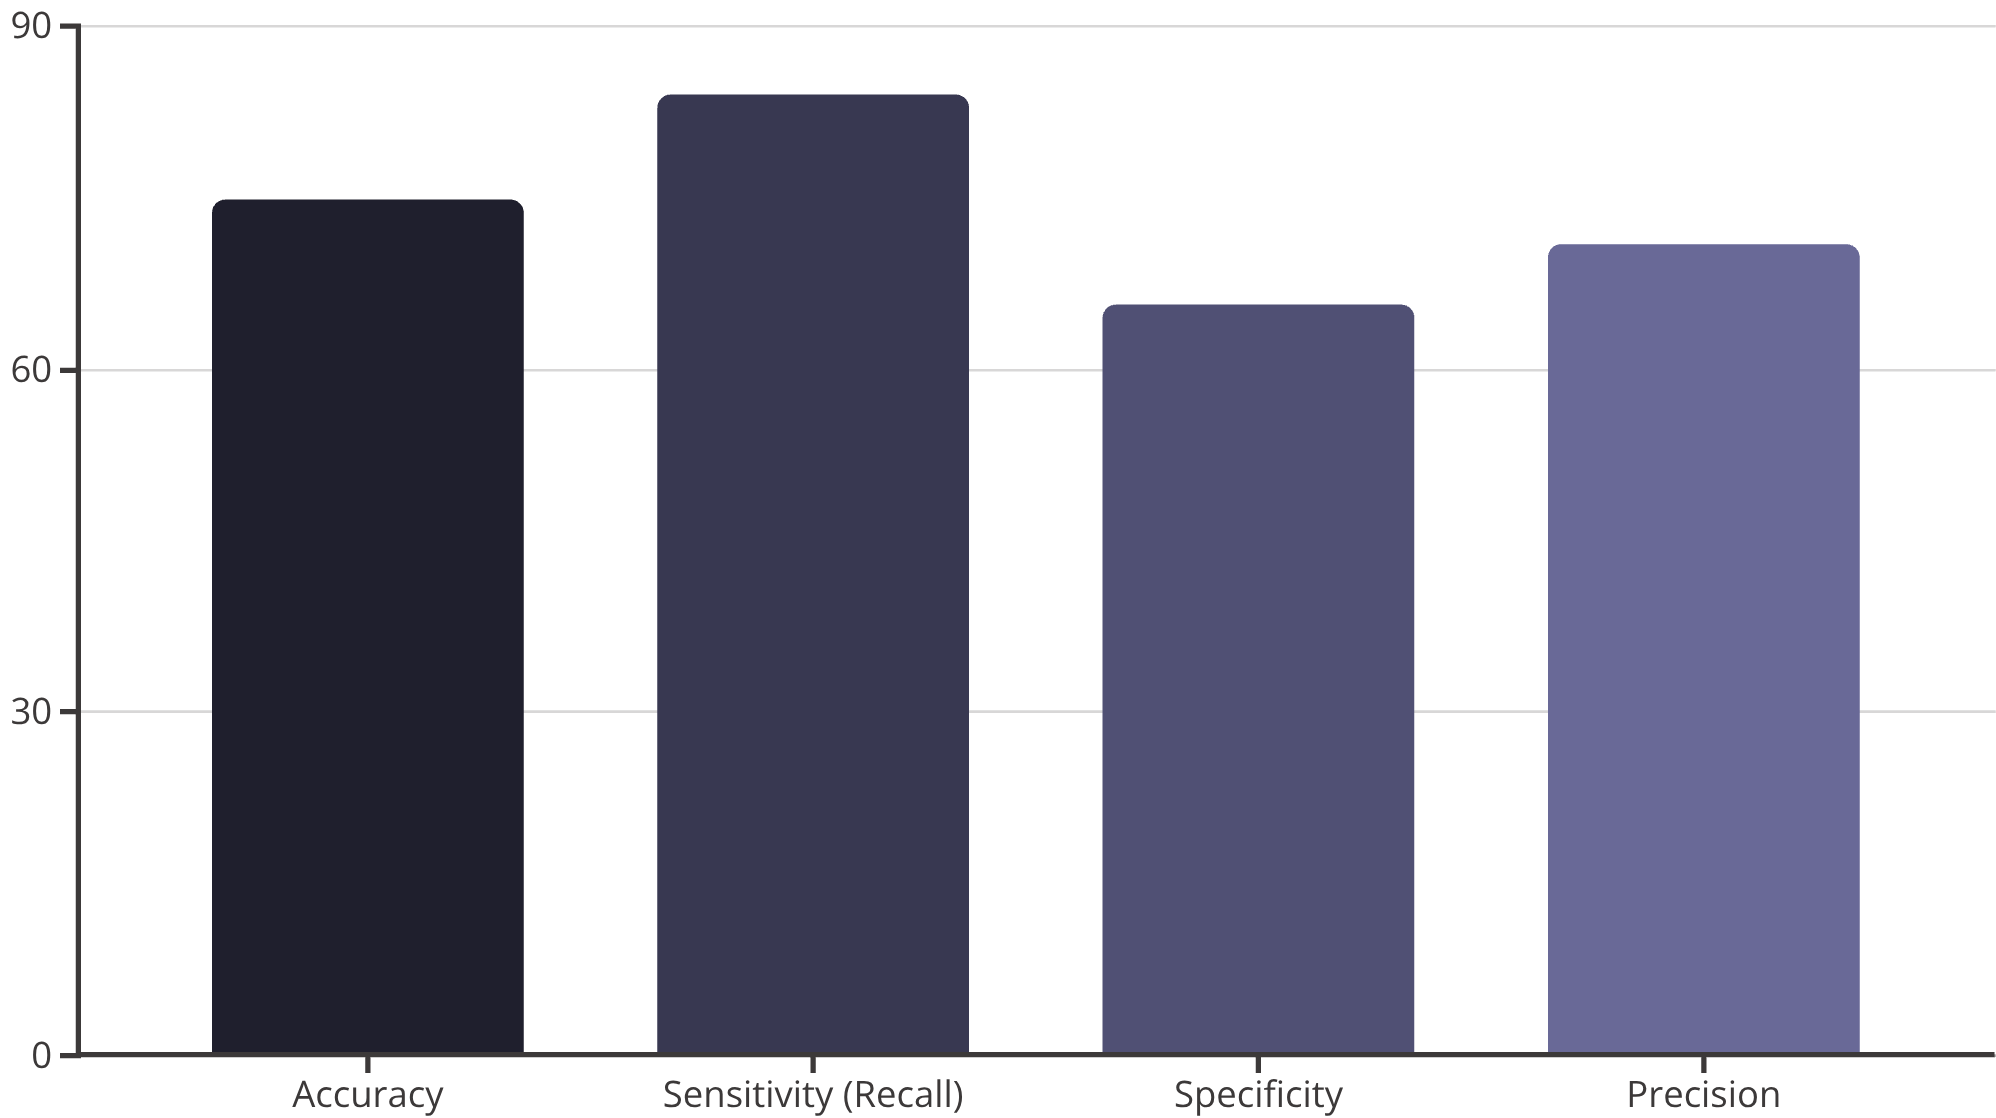 90
60
30
0
Accuracy
Sensitivity (Recall)
Specificity
Precision